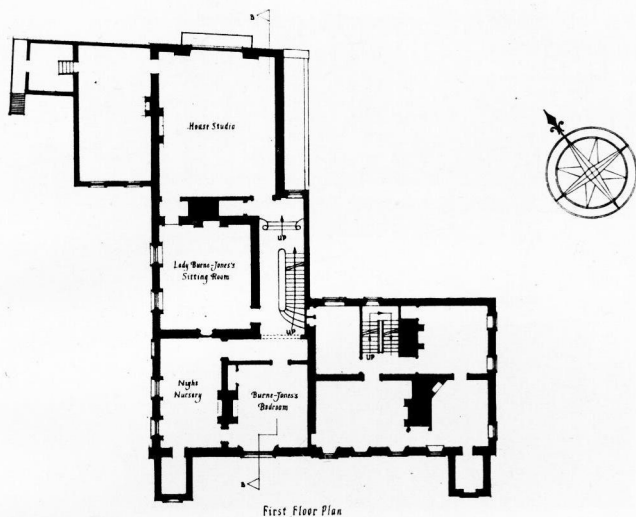 B
House Studio
UP
Lady Burne-Jones's
Sitting Room
UP
UP
Night
Nursery
Burne-Jones's
Bedroom
B
First Floor Plan